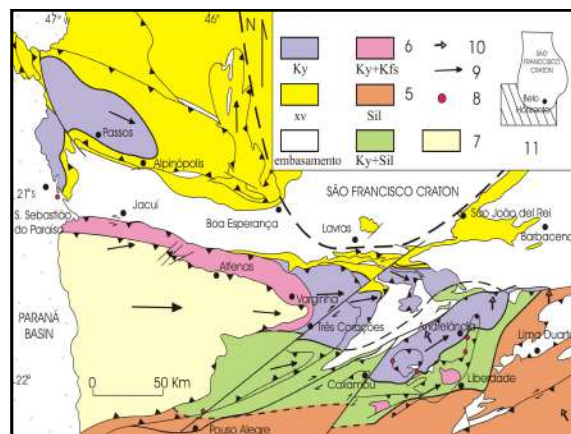 47° w
46°
N
Ky
Ky+Kfs
6
10
9
xv
Sil
5
8
embasamento
Ky+Sil
7
11
SÃO
FRANCISCO
CRATON
Belo
Horizonte
Passos
Alpinópolis
21°s
S. Sebastião
do Paraíso
Jacuí
Boa Esperança
SÃO FRANCISCO CRATON
Lavras
São João del Rei
Barbacena
Alfenas
Varginha
Três Corações
PARANÁ
BASIN
Andrelândia
Lima Duarte
22°
0
50 Km
Caxambu
Liberdade
Pouso Alegre